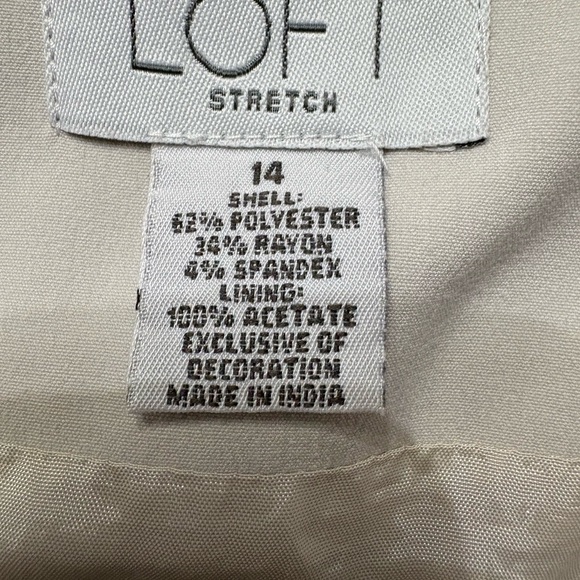 LOFT
STRETCH
14
SHELL:
62% POLYESTER
34% RAYON
4% SPANDEX
LINING:
100% ACETATE
EXCLUSIVE OF
DECORATION
MADE IN INDIA